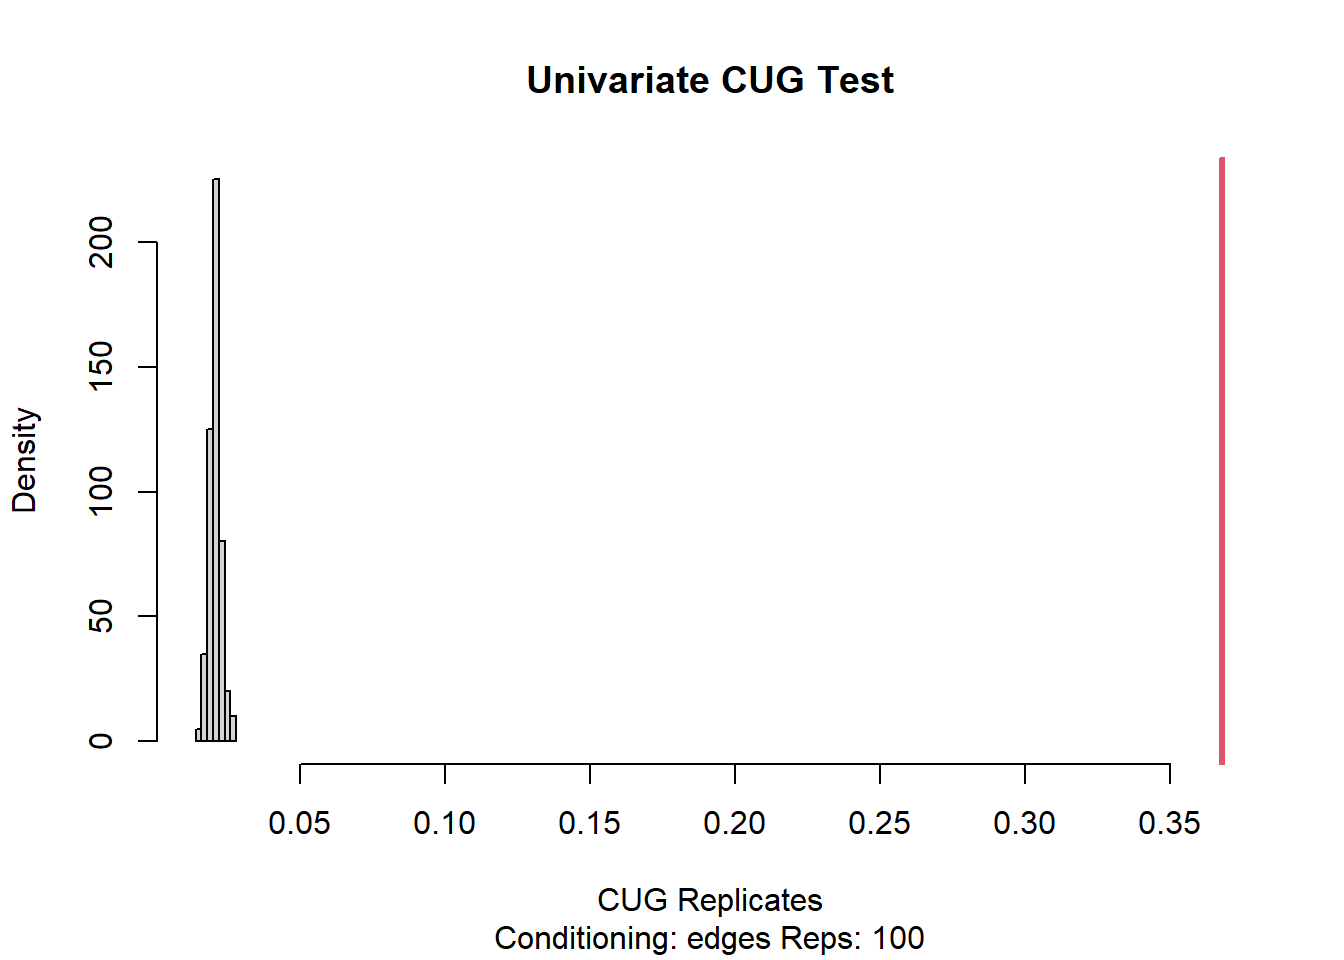 Univariate CUG Test
Density
200
150
100
50
0
0.05 0.10 0.15 0.20 0.25 0.30 0.35
CUG Replicates
Conditioning: edges Reps: 100